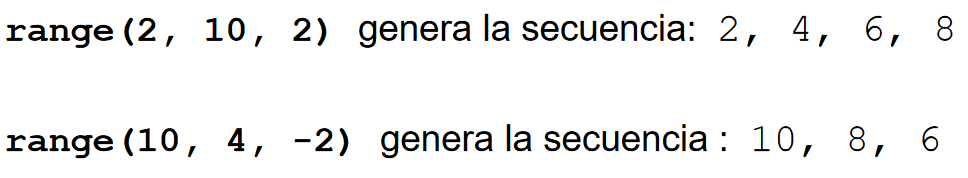 range(2, 10, 2) genera la secuencia: 2, 4, 6, 8
range(10, 4, -2) genera la secuencia : 10, 8, 6